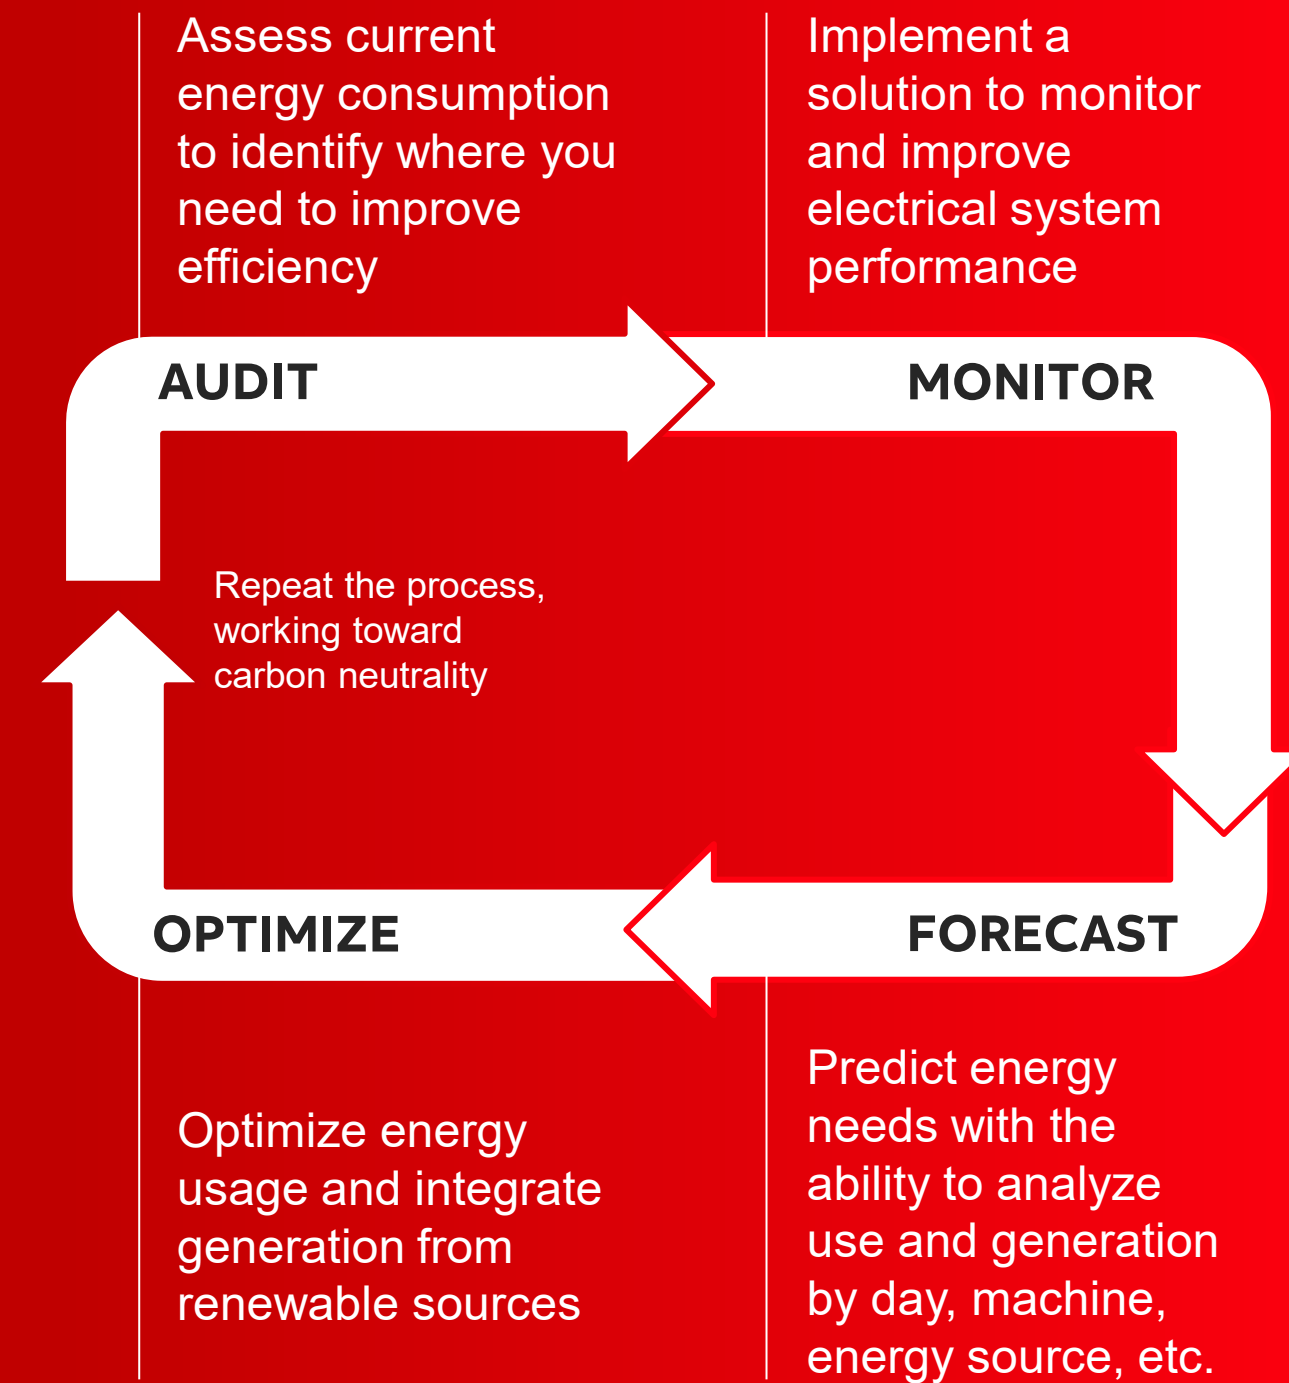 Assess current
energy consumption
to identify where you
need to improve
efficiency
Implement a
solution to monitor
and improve
electrical system
performance
AUDIT
MONITOR
Repeat the process,
working toward
carbon neutrality
OPTIMIZE
FORECAST
Optimize energy
usage and integrate
generation from
renewable sources
Predict energy
needs with the
ability to analyze
use and generation
by day, machine,
energy source, etc.